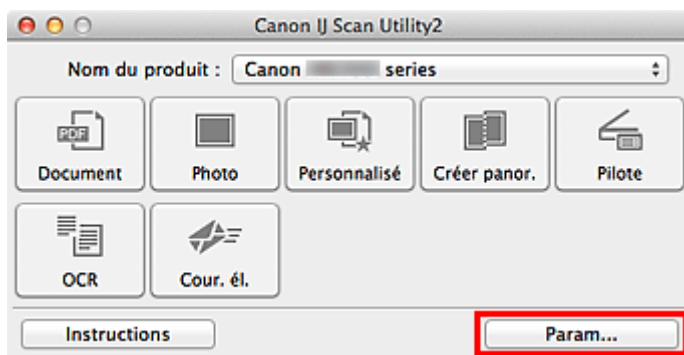 Canon IJ Scan Utility2
Nom du produit : Canon series
PDF
Document
Photo
Personnalisé
Créer panor.
Pilote
OCR
Cour. él.
Instructions
Param...